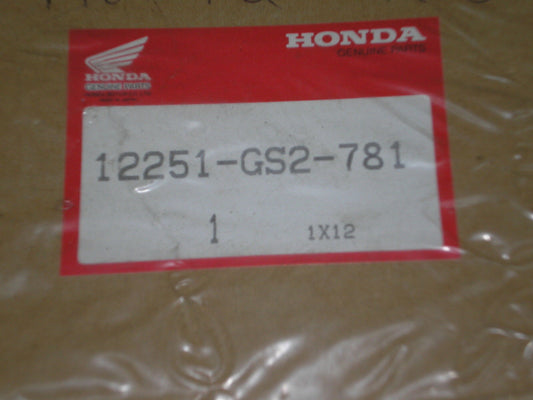 HONDA
GENUINE PARTS
HONDA
GENUINE PARTS
12251-GS2-781
1 1X12